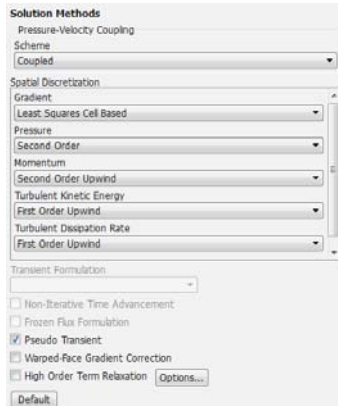 Solution Methods
Pressure-Velocity Coupling
Scheme
Coupled
Spatial Discretization
Gradient
Least Squares Cell Based
Pressure
Second Order
Momentum
Second Order Upwind
Turbulent Kinetic Energy
First Order Upwind
Turbulent Dissipation Rate
First Order Upwind
Transient Formulation
Non-Iterative Time Advancement
Frozen Flux Formulation
Pseudo Transient
Warped-Face Gradient Correction
High Order Term Relaxation Options...
Default